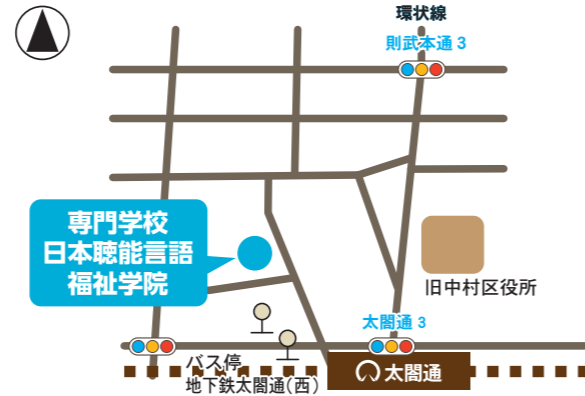 環状線
則武本通 3
専門学校
日本聴能言語
福祉学院
旧中村区役所
太閤通 3
バス停
地下鉄太閤通(西)
太閤通